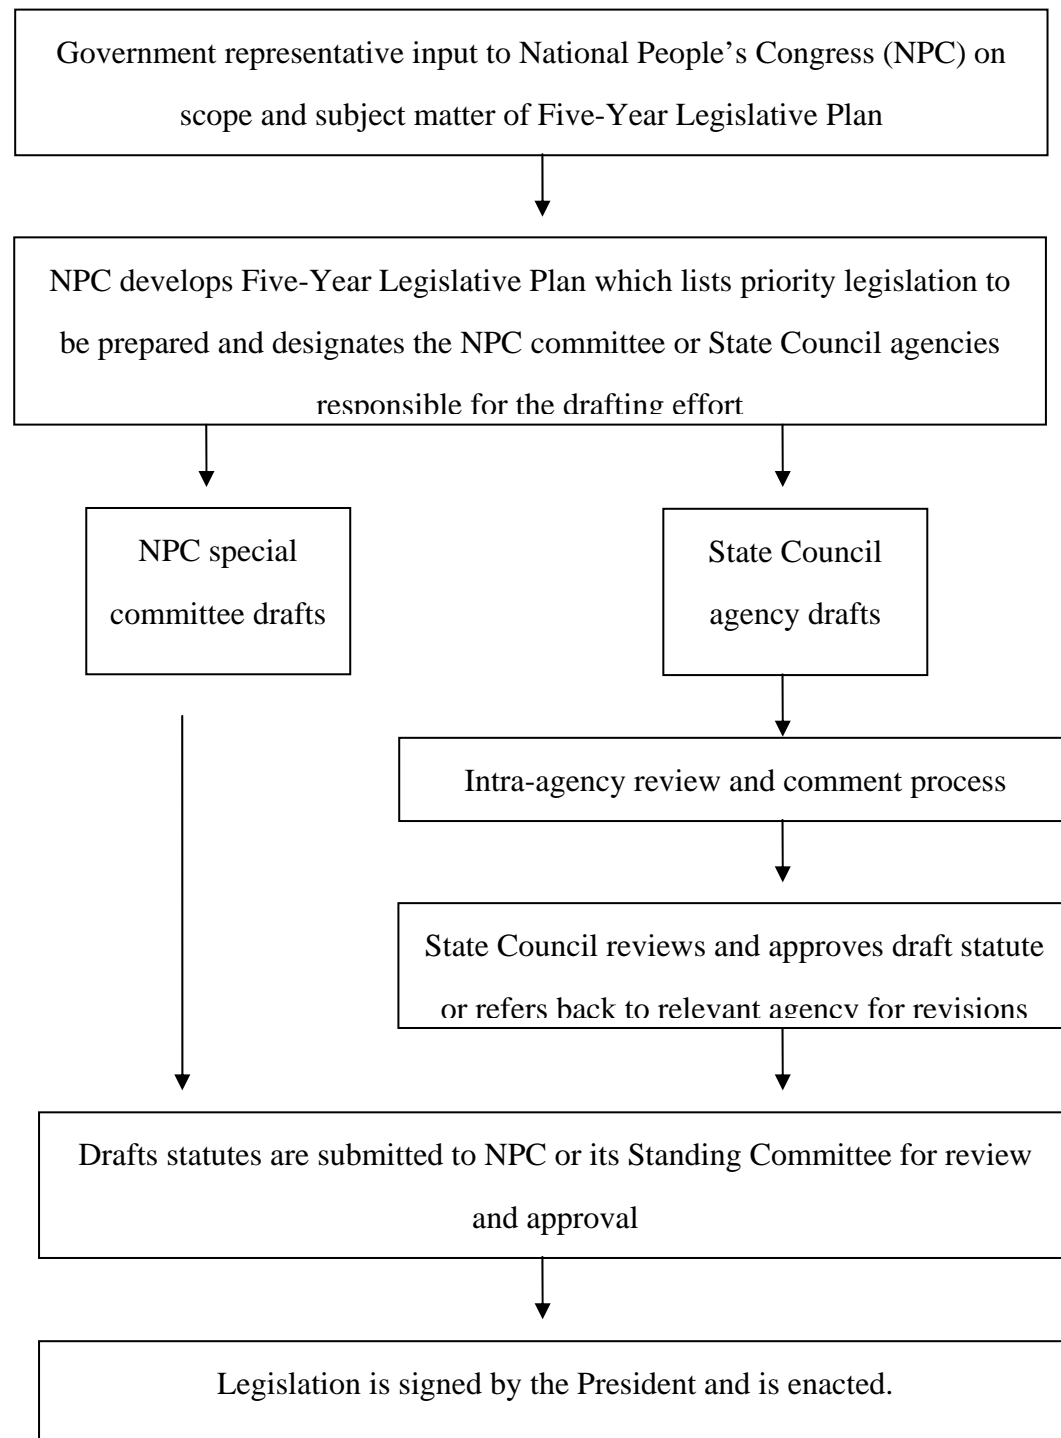 Government representative input to National People’s Congress (NPC) on
scope and subject matter of Five-Year Legislative Plan
NPC develops Five-Year Legislative Plan which lists priority legislation to
be prepared and designates the NPC committee or State Council agencies
responsible for the drafting effort
NPC special
committee drafts
State Council
agency drafts
Intra-agency review and comment process
State Council reviews and approves draft statute
or refers back to relevant agency for revisions
Drafts statutes are submitted to NPC or its Standing Committee for review
and approval
Legislation is signed by the President and is enacted.